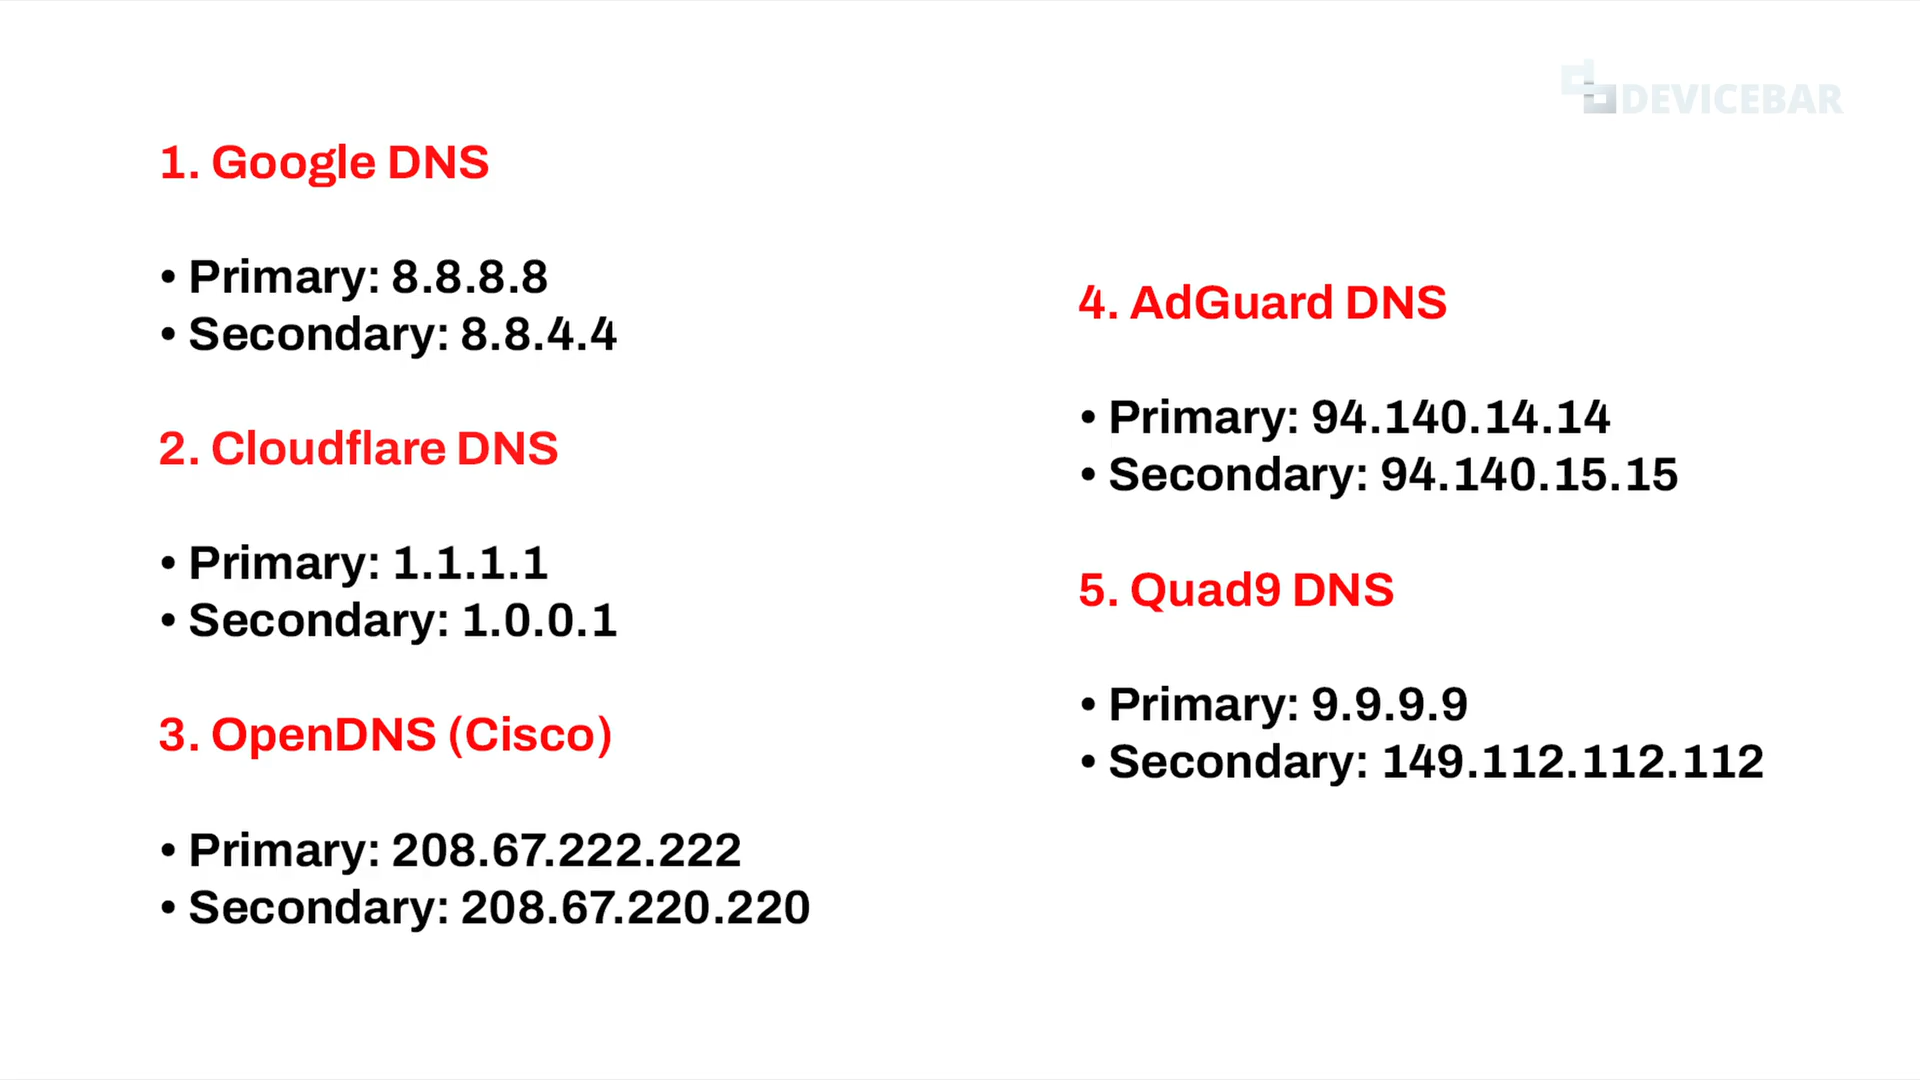 DEVICEBAR
1. Google DNS
• Primary: 8.8.8.8
• Secondary: 8.8.4.4
2. Cloudflare DNS
• Primary: 1.1.1.1
• Secondary: 1.0.0.1
3. OpenDNS (Cisco)
• Primary: 208.67.222.222
• Secondary: 208.67.220.220
4. AdGuard DNS
• Primary: 94.140.14.14
• Secondary: 94.140.15.15
5. Quad9 DNS
• Primary: 9.9.9.9
• Secondary: 149.112.112.112